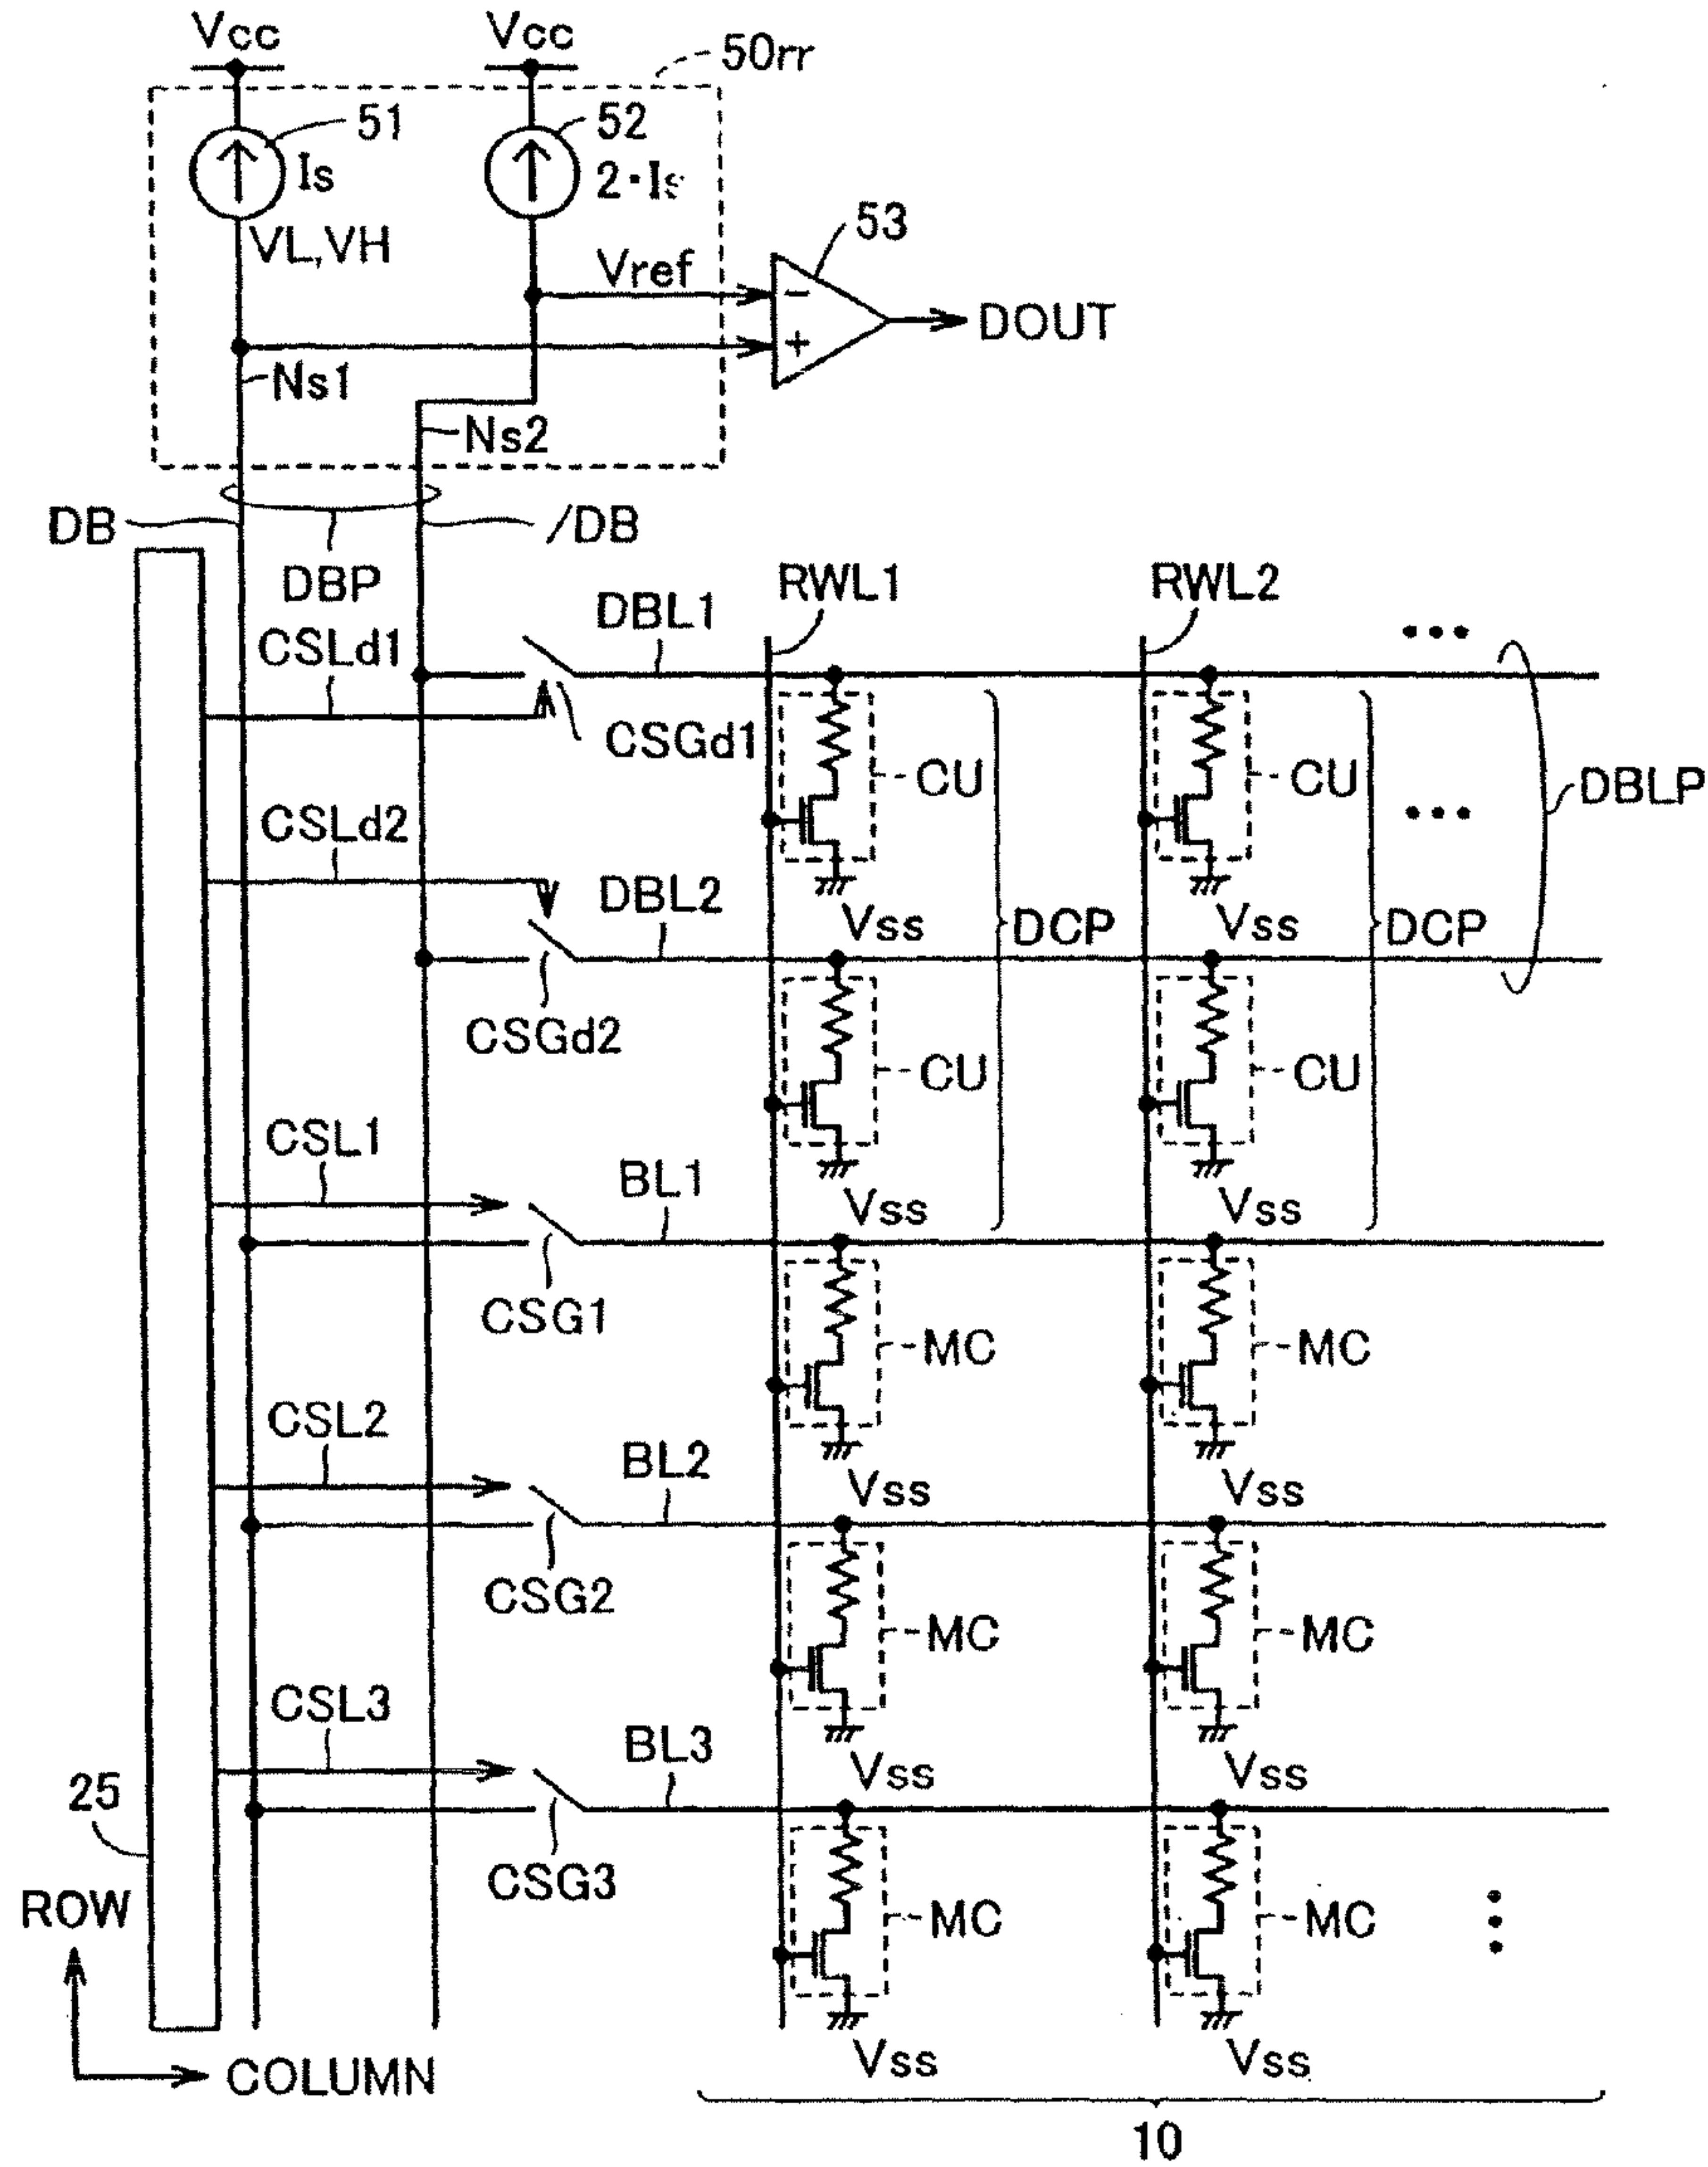 Vcc Vcc 50rr
51 52
Is 2·Is
VL,VH
53
Vref
−
DOUT
+
Ns1
Ns2
DB /DB
DBP
RWL1 RWL2
DBL1
•••
CSLd1
CSGd1
CU CU DBLP
•••
CSLd2
DBL2
Vss DCP Vss DCP
CSGd2
CU CU
CSL1
BL1
Vss Vss
CSG1
MC MC
CSL2
BL2
Vss Vss
CSG2
MC MC
CSL3
BL3
Vss Vss
25
CSG3
ROW
MC MC
Vss Vss
COLUMN
10